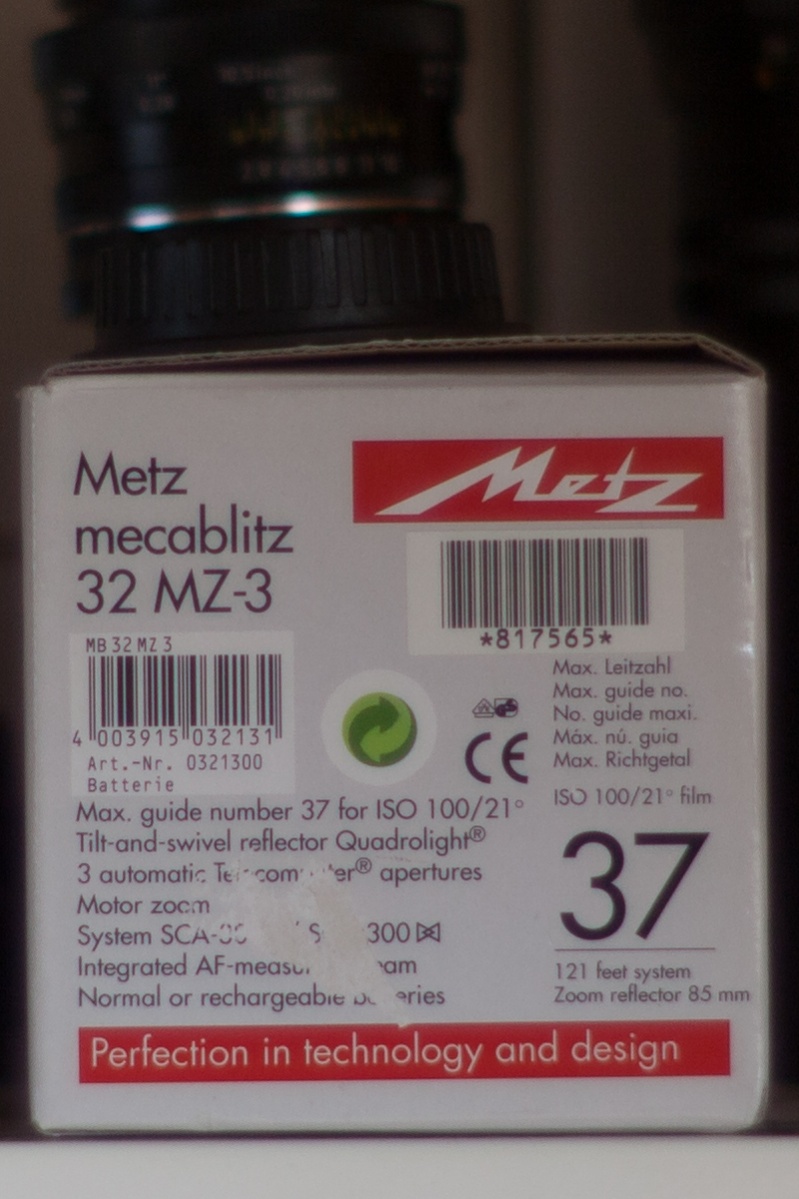 Metz
mecablitz
32 MZ-3
Metz
*817565*
MB 32 MZ 3
4 003915 032131
Art.-Nr. 0321300
Batterie
CE
Max. Leitzahl
Max. guide no.
No. guide maxi.
Máx. nú. guia
Max. Richtgetal
ISO 100/21° film
37
121 feet system
Zoom reflector 85 mm
Max. guide number 37 for ISO 100/21°
Tilt-and-swivel reflector Quadrolight®
3 automatic apertures
Motor zoom
System 300
Integrated
Normal or rechargeable
Perfection in technology and design